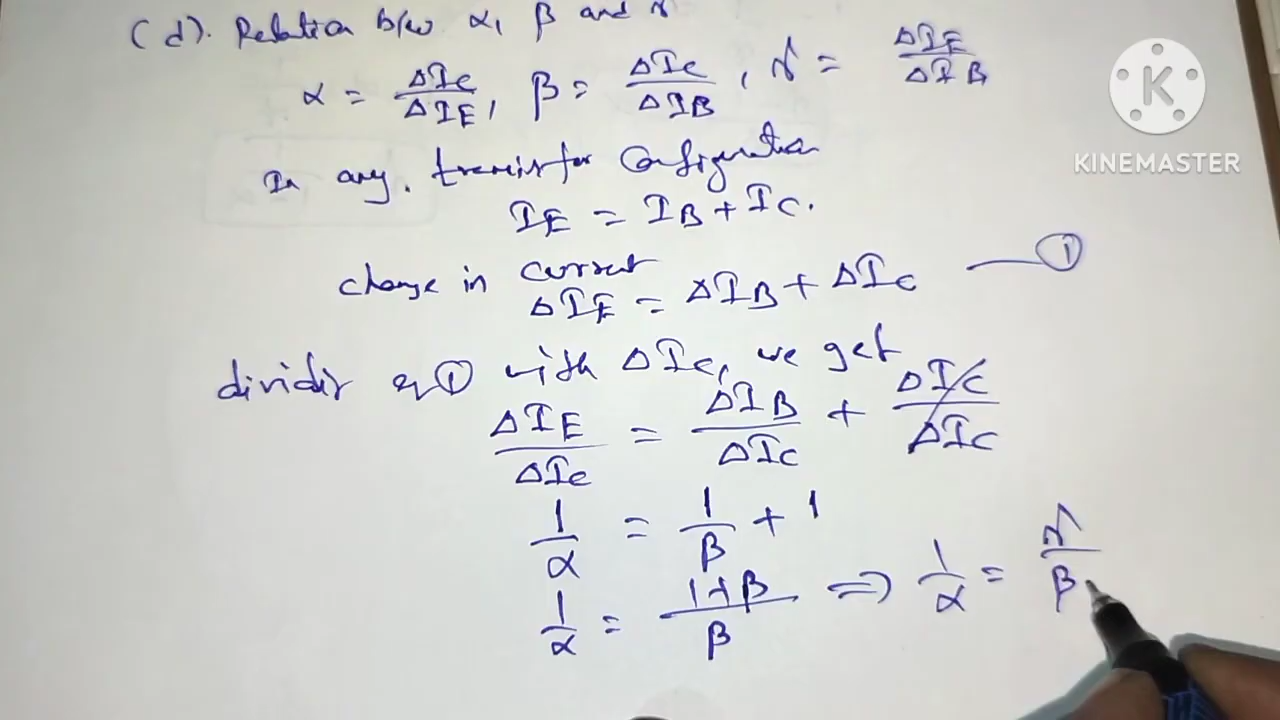 (d). Relation b/w α, β and γ
α = ΔIC/ΔIE, β = ΔIC/ΔIB, γ = ΔIE/ΔIB
In any. transistor Configuration
IE = IB + IC.
change in current
ΔIE = ΔIB + ΔIC — ①
divider eq ① with ΔIC, we get
ΔIE/ΔIC = ΔIB/ΔIC + ΔIC/ΔIC
1/α = 1/β + 1
1/α = 1+β/β ⇒ 1/α = γ/β
K
KINEMASTER